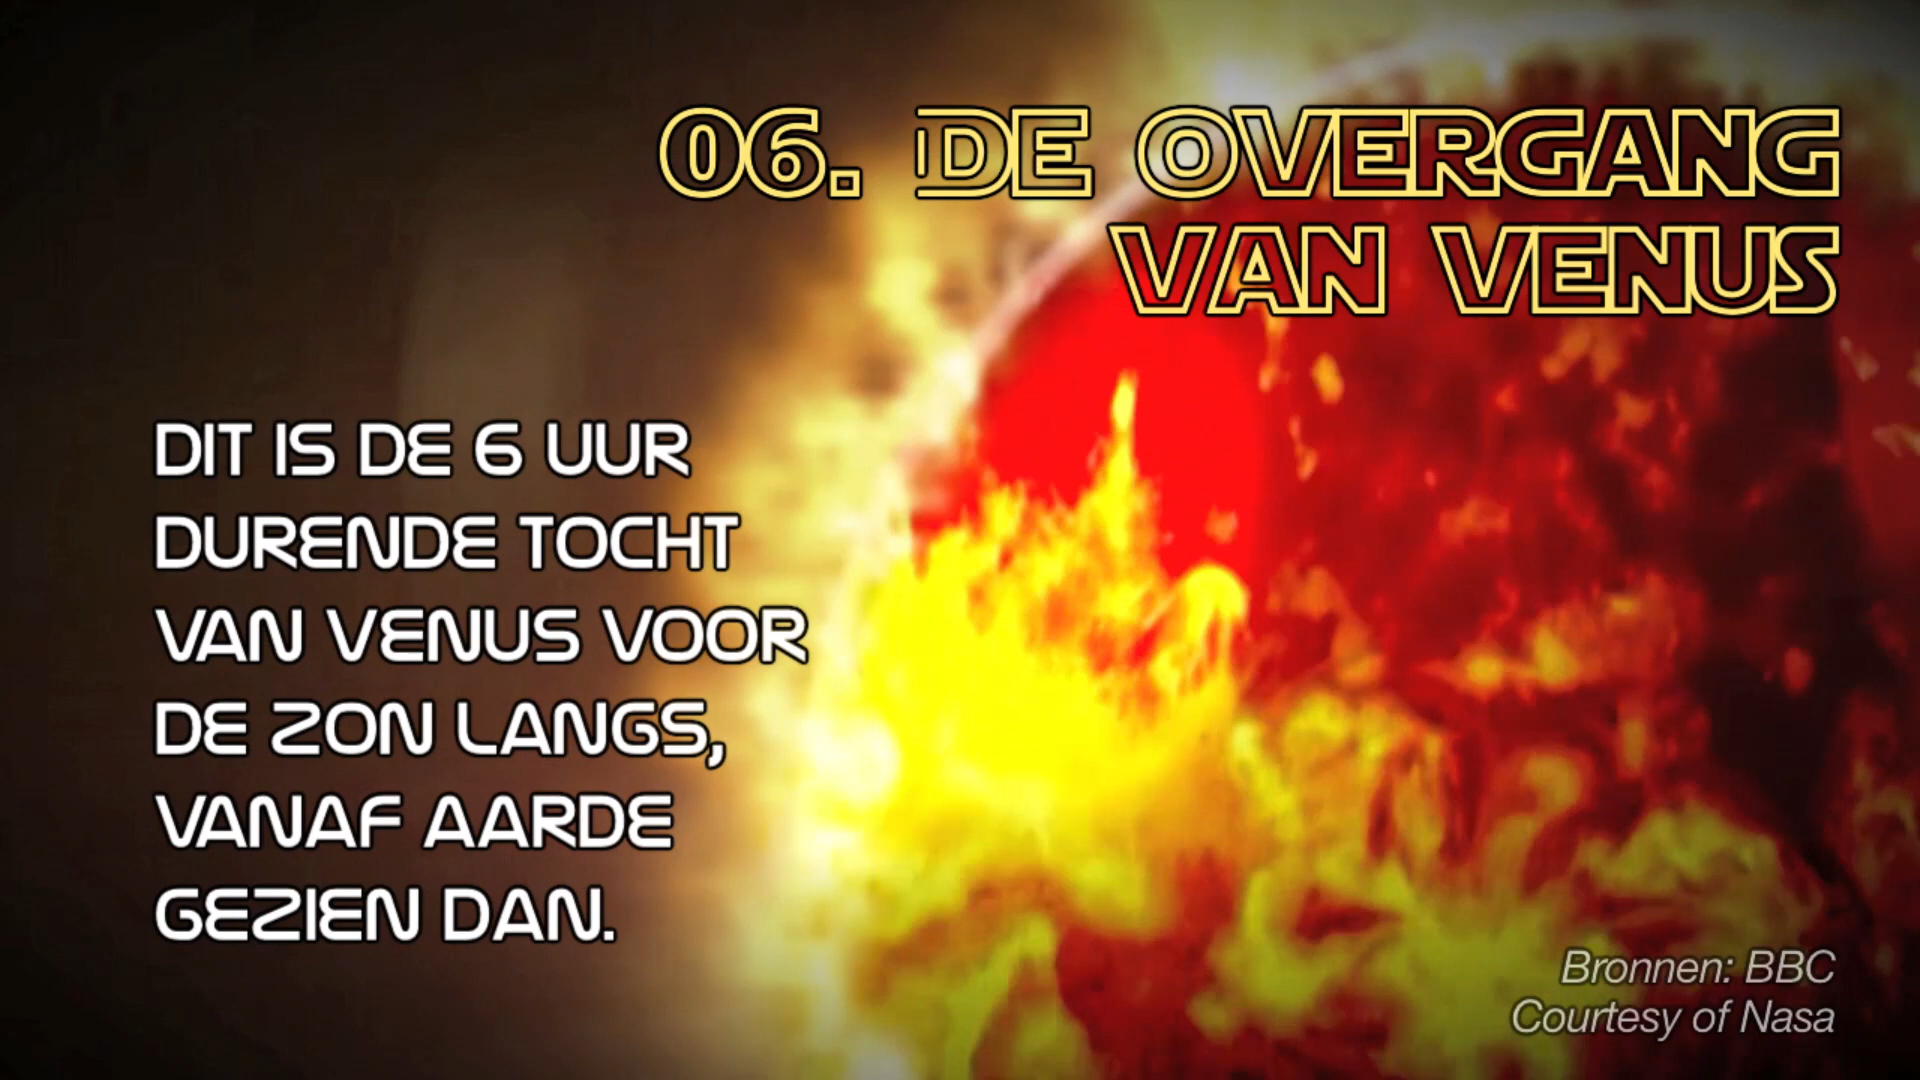 06. DE OVERGANG
VAN VENUS
DIT IS DE 6 UUR
DURENDE TOCHT
VAN VENUS VOOR
DE ZON LANGS,
VANAF AARDE
GEZIEN DAN.
Bronnen: BBC
Courtesy of Nasa